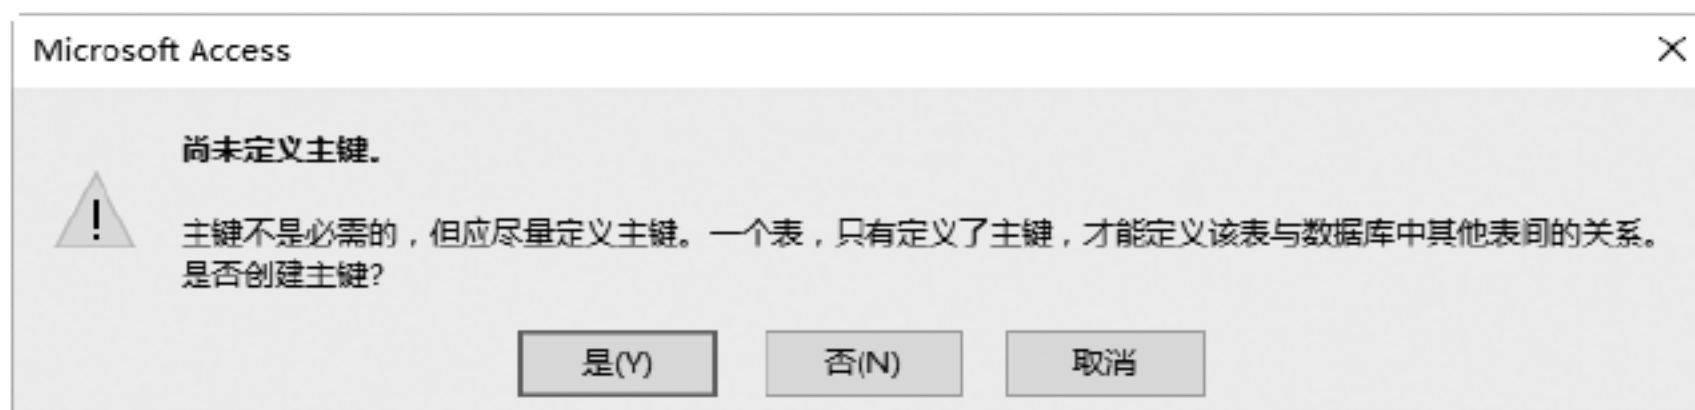 Microsoft Access
尚未定义主键。
主键不是必需的，但应尽量定义主键。一个表，只有定义了主键，才能定义该表与数据库中其他表间的关系。
是否创建主键?
是(Y) 否(N) 取消